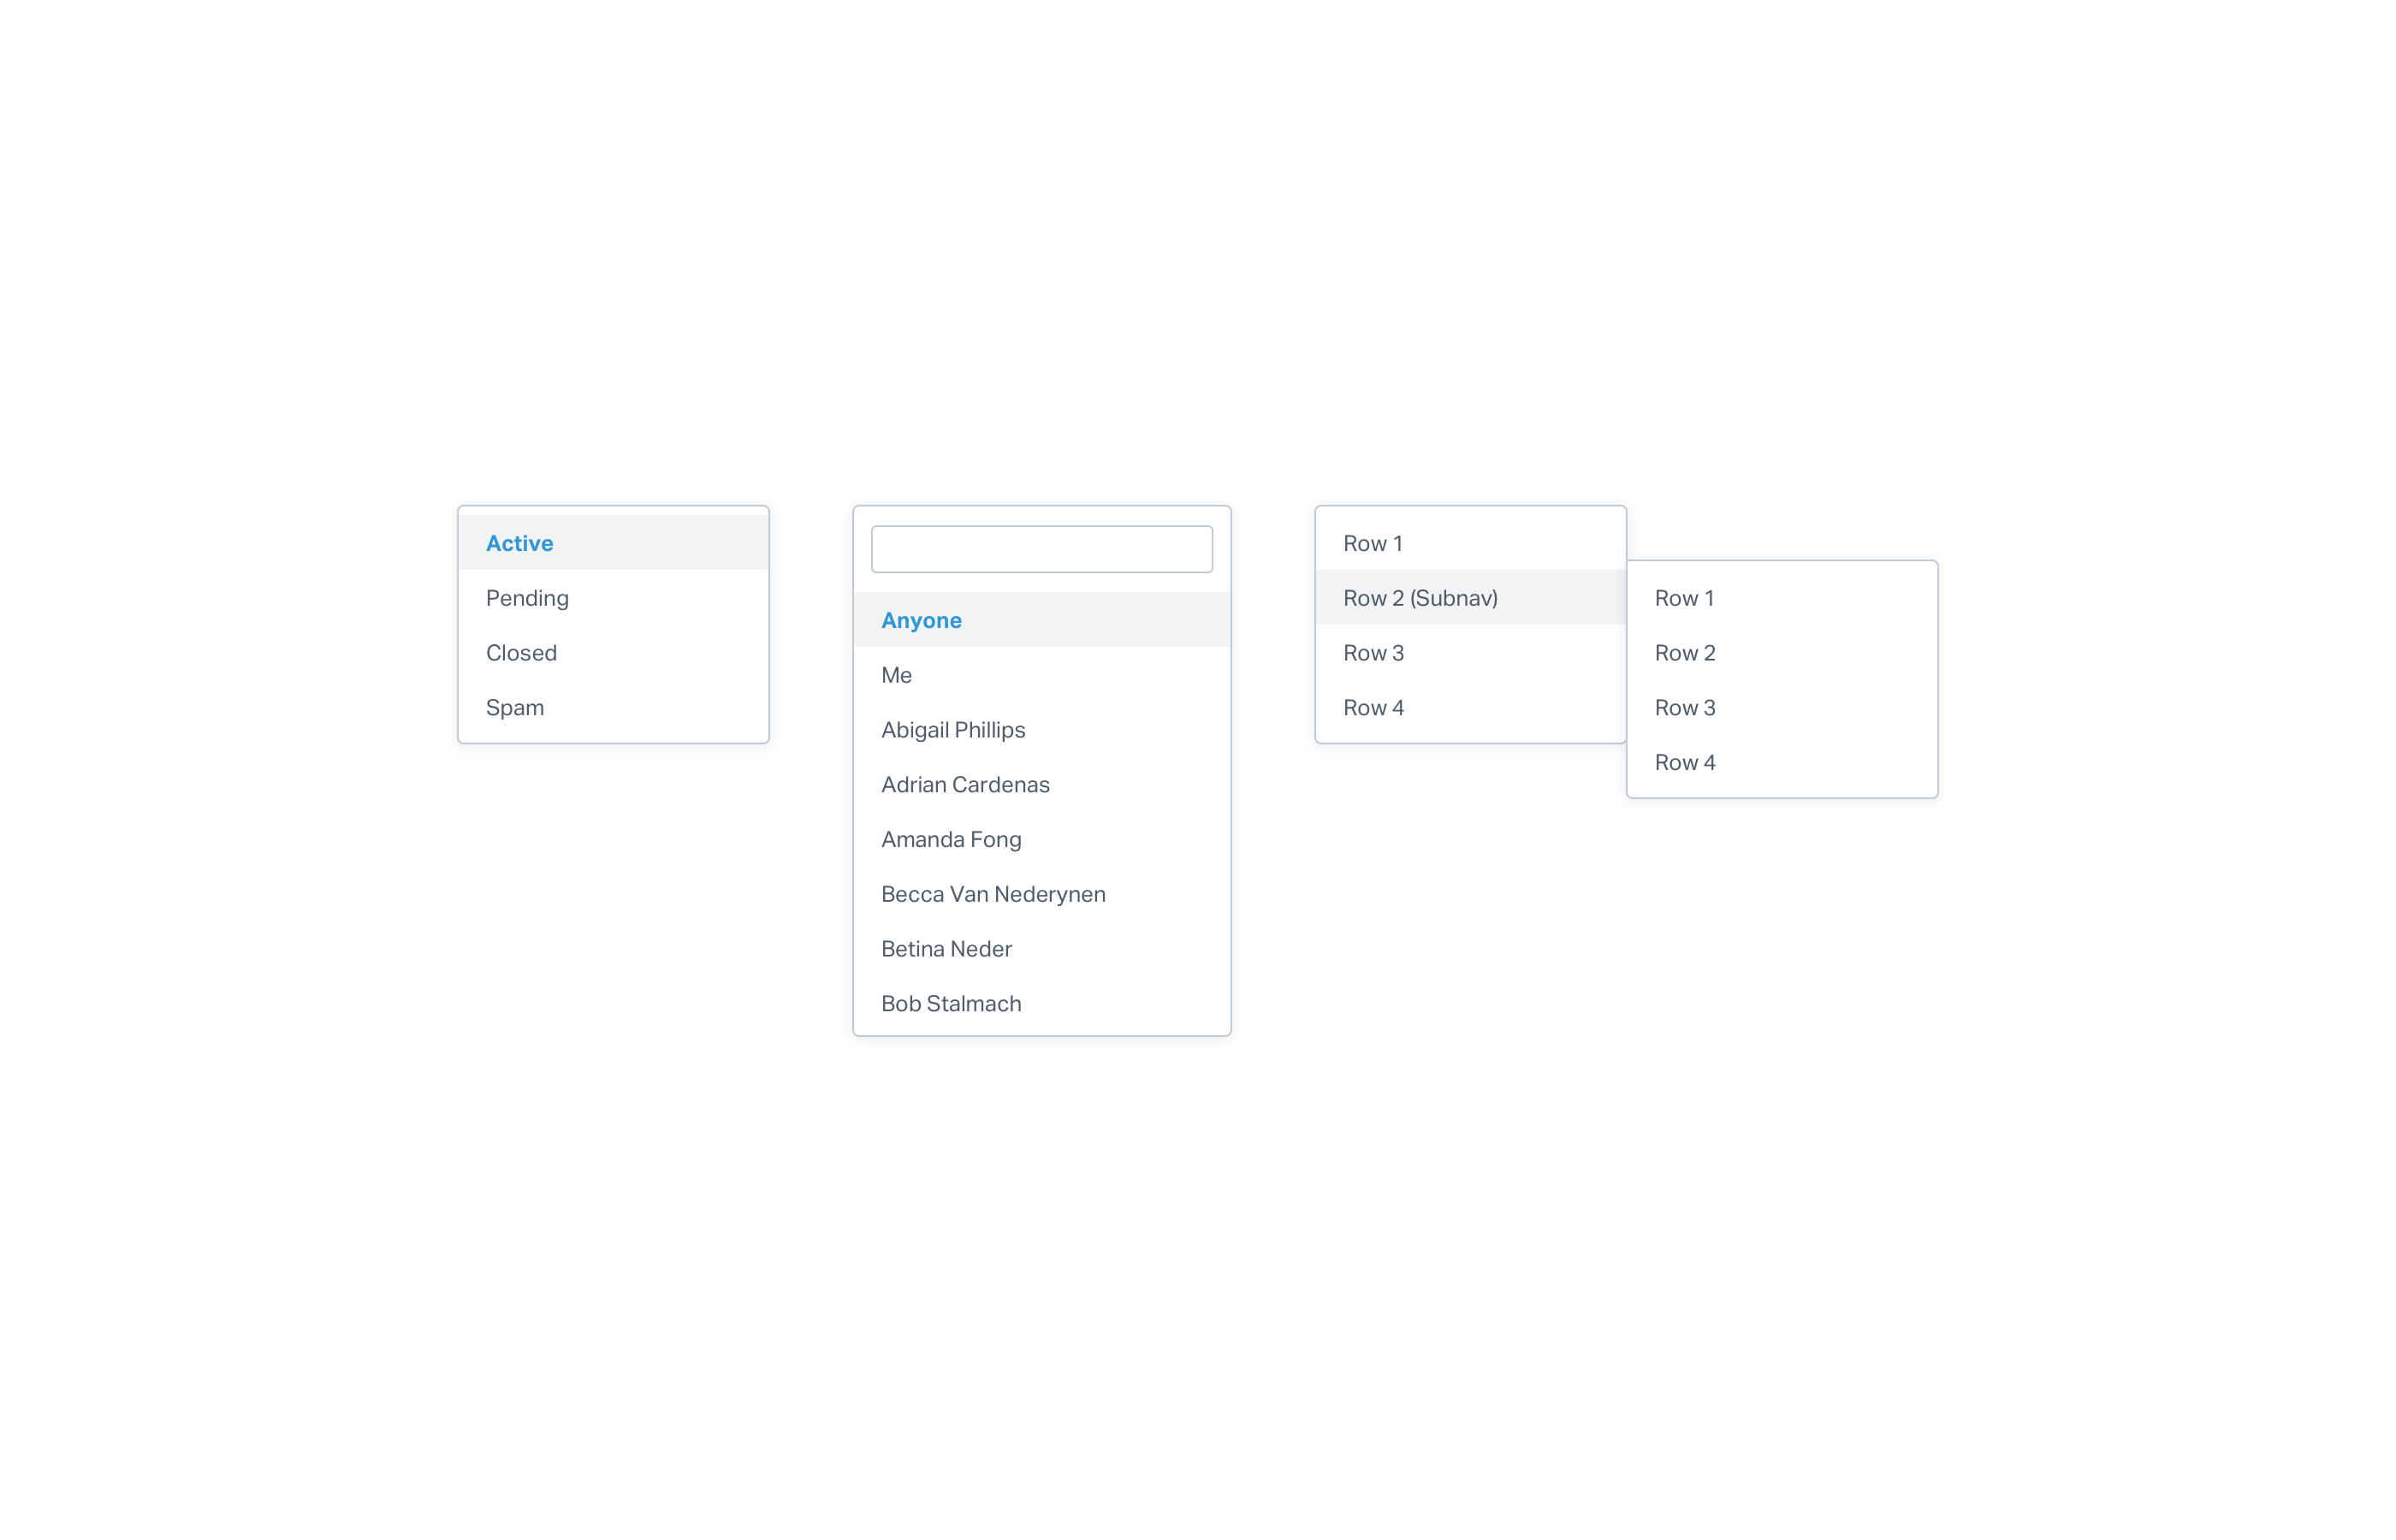 Active
Pending
Closed
Spam
Anyone
Me
Abigail Phillips
Adrian Cardenas
Amanda Fong
Becca Van Nederynen
Betina Neder
Bob Stalmach
Row 1
Row 2 (Subnav)
Row 3
Row 4
Row 1
Row 2
Row 3
Row 4